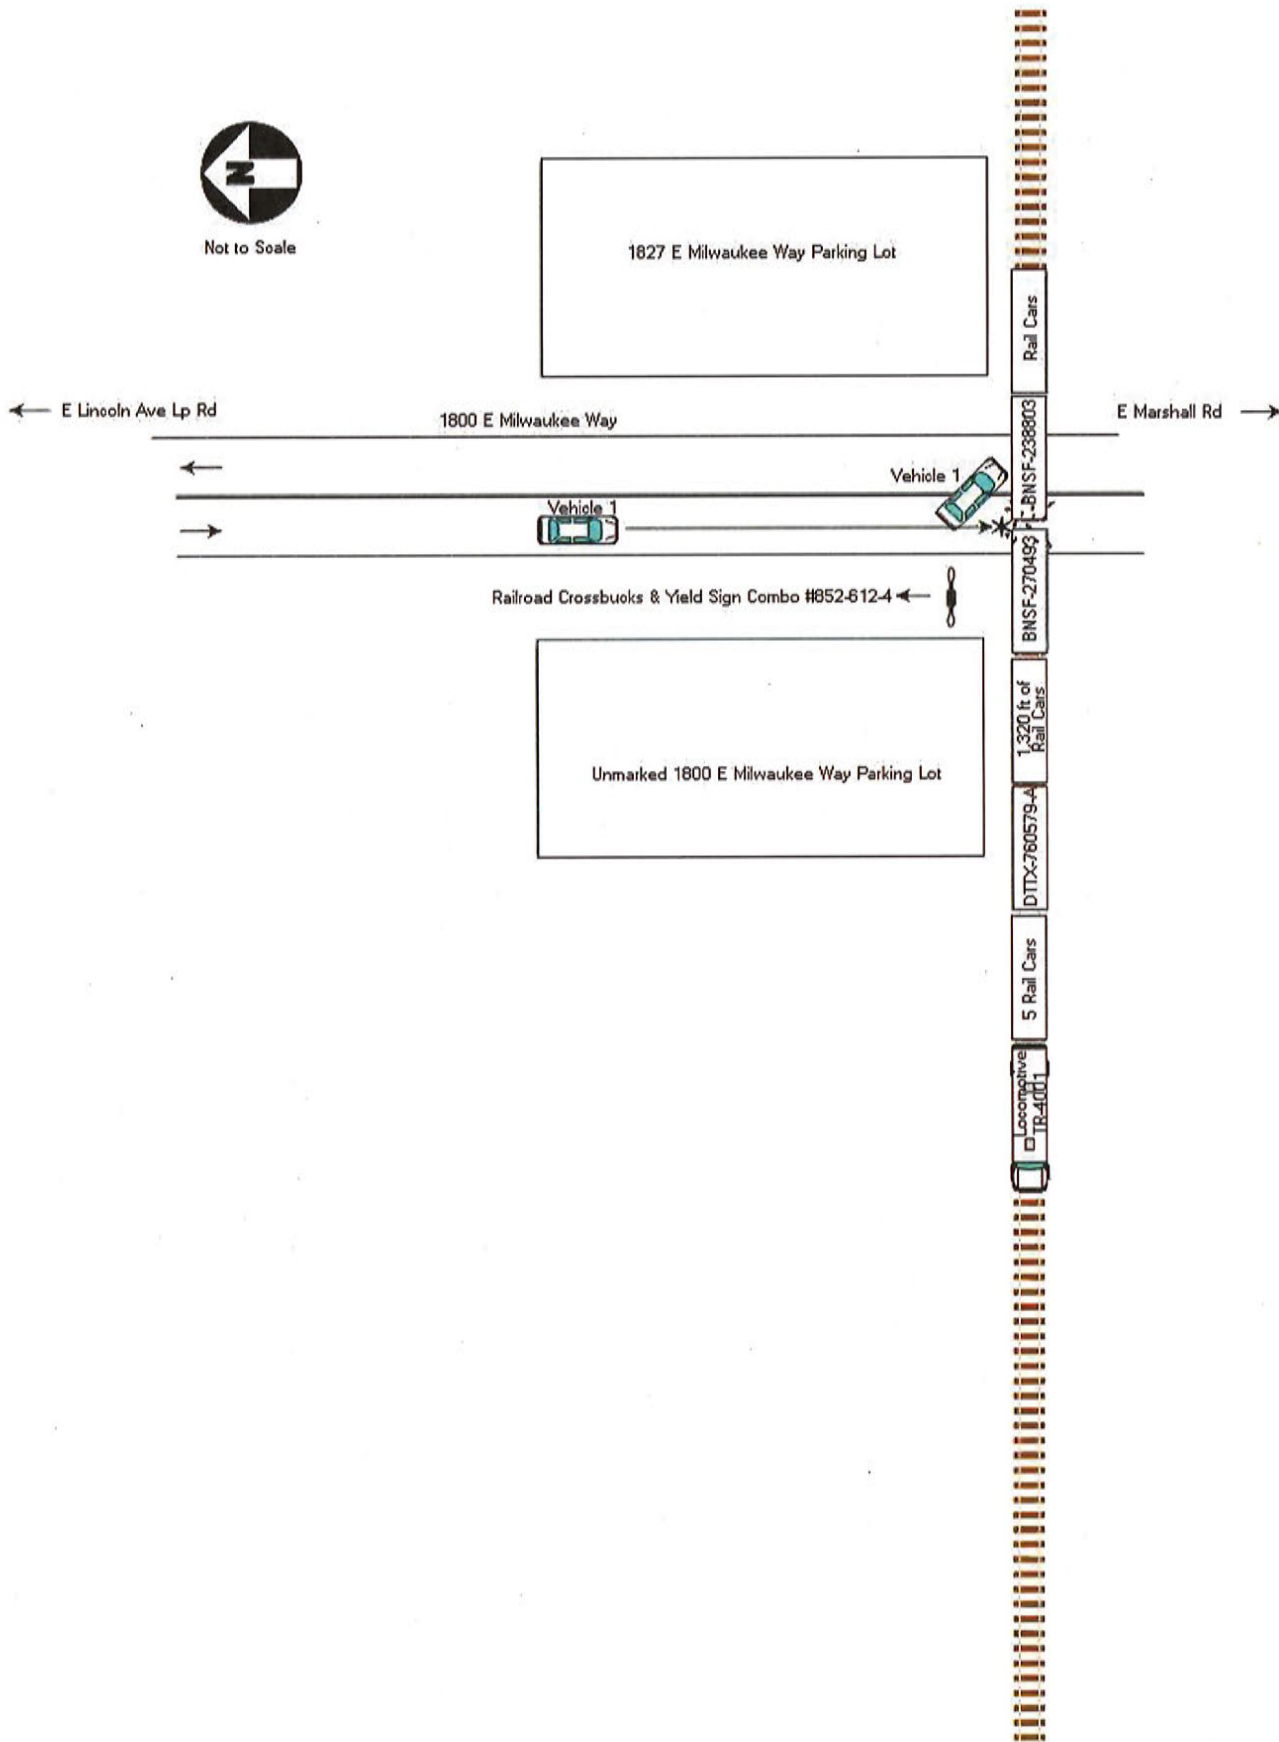 N
Not to Scale
1827 E Milwaukee Way Parking Lot
Rail Cars
E Lincoln Ave Lp Rd
1800 E Milwaukee Way
E Marshall Rd
BNSF-238803
Vehicle 1
Vehicle 1
BNSF-270493
Railroad Crossbucks & Yield Sign Combo #852-612-4
1,320 ft of
Rail Cars
Unmarked 1800 E Milwaukee Way Parking Lot
DTTX-760579-A
5 Rail Cars
Locomotive
TR-4001